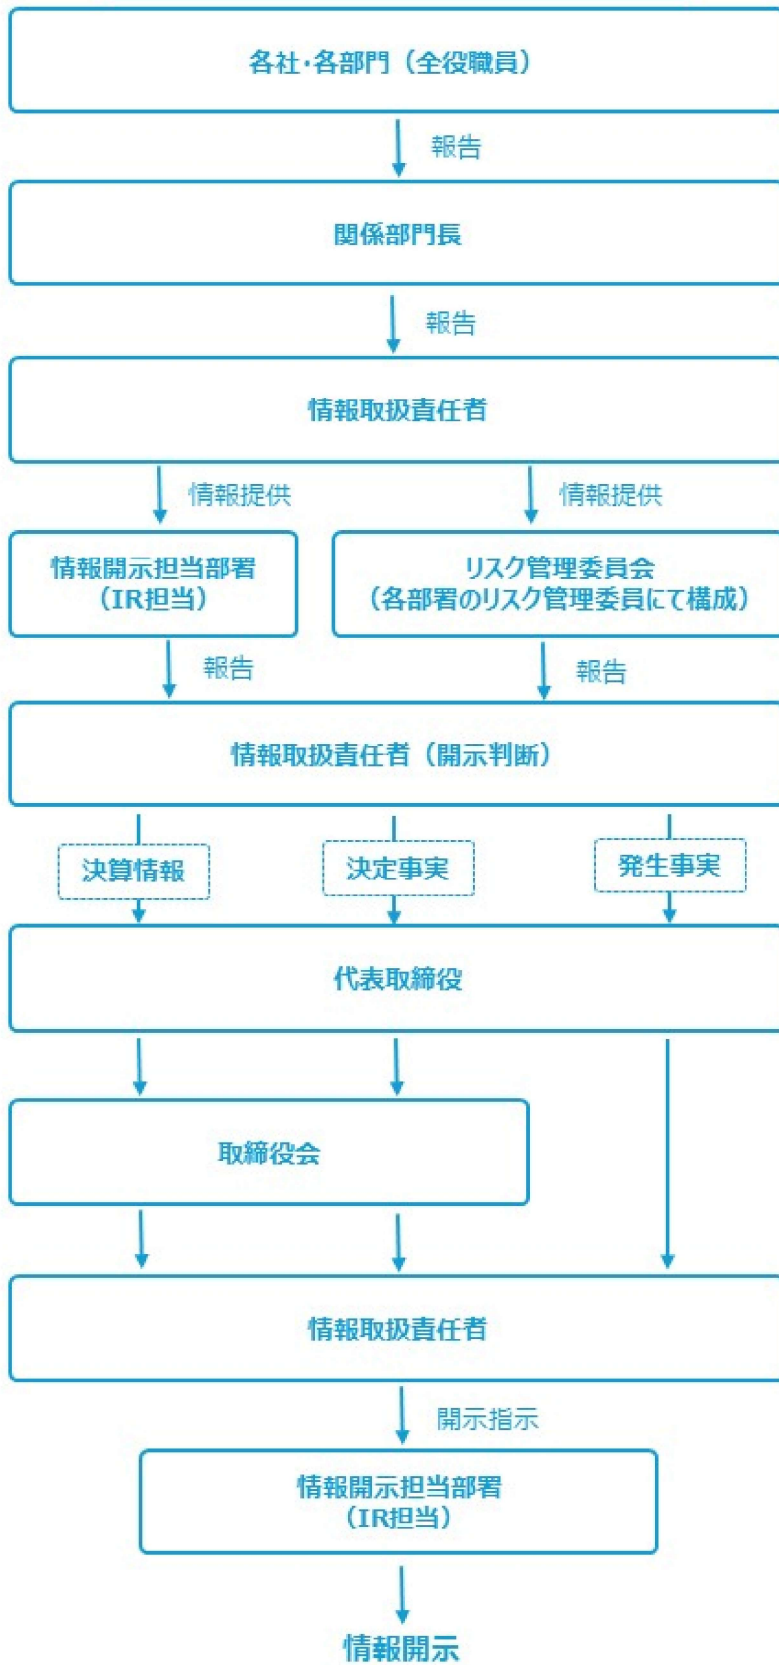 各社・各部門（全役職員）
報告
関係部門長
報告
情報取扱責任者
情報提供
情報提供
情報開示担当部署
（IR担当）
リスク管理委員会
（各部署のリスク管理委員にて構成）
報告
報告
情報取扱責任者（開示判断）
決算情報
決定事実
発生事実
代表取締役
取締役会
情報取扱責任者
開示指示
情報開示担当部署
（IR担当）
情報開示